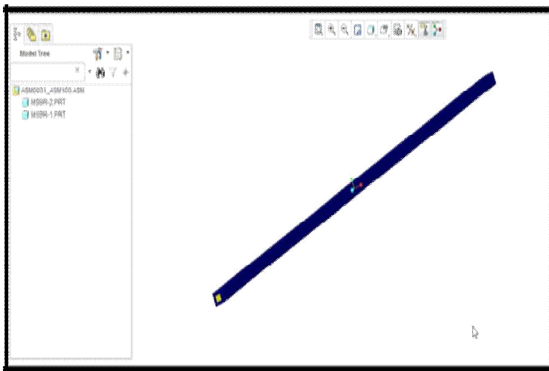 Model Tree
ASM0001_ASM100.ASM
MSBR-2.PRT
MSBR-1.PRT